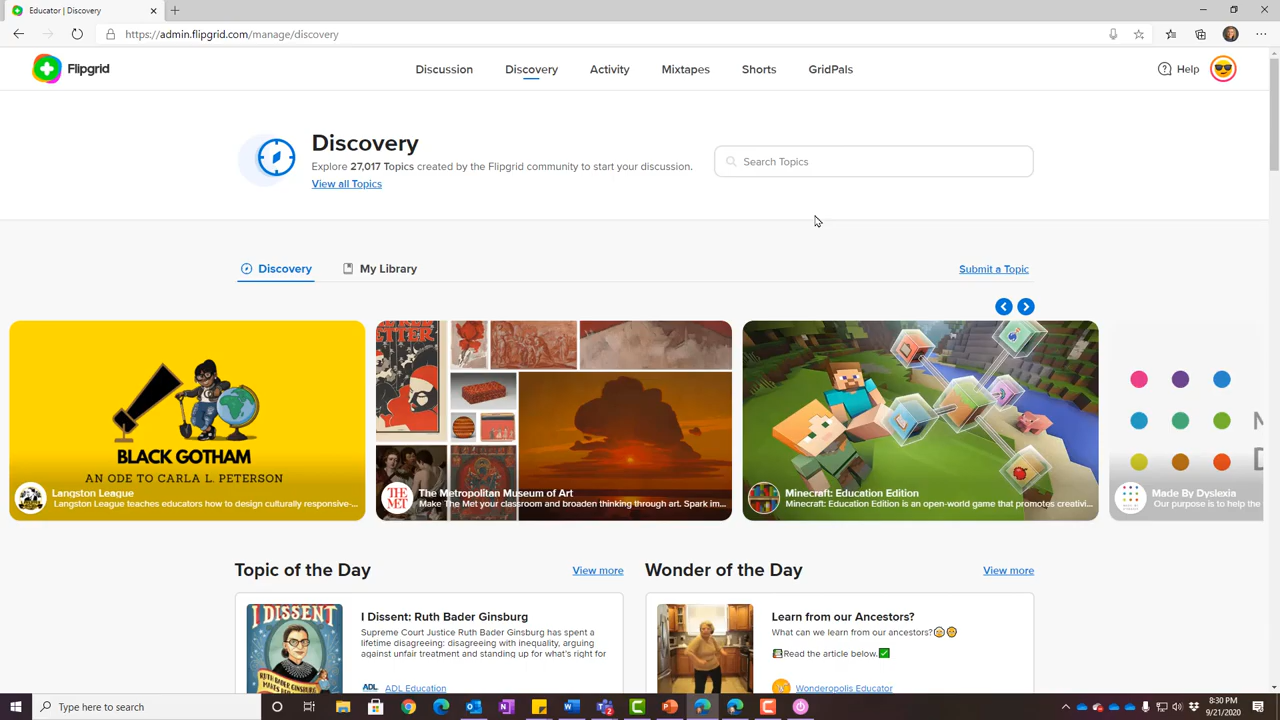 Educator | Discovery
https://admin.flipgrid.com/manage/discovery
Flipgrid
Discussion
Discovery
Activity
Mixtapes
Shorts
GridPals
Help
Discovery
Explore 27,017 Topics created by the Flipgrid community to start your discussion.
View all Topics
Search Topics
Discovery
My Library
Submit a Topic
BLACK GOTHAM
AN ODE TO CARLA L. PETERSON
Langston League
Langston League teaches educators how to design culturally responsive-...
THE MET
The Metropolitan Museum of Art
Make The Met your classroom and broaden thinking through art. Spark im...
Minecraft: Education Edition
Minecraft: Education Edition is an open-world game that promotes creativi...
Made By Dyslexia
Our purpose is to help the
Topic of the Day
View more
Wonder of the Day
View more
I DISSENT
I Dissent: Ruth Bader Ginsburg
Supreme Court Justice Ruth Bader Ginsburg has spent a
lifetime disagreeing: disagreeing with inequality, arguing
against unfair treatment and standing up for what's right for
ADL
ADL Education
Learn from our Ancestors?
What can we learn from our ancestors?
Read the article below.
Wonderopolis Educator
Type here to search
8:30 PM
9/21/2020